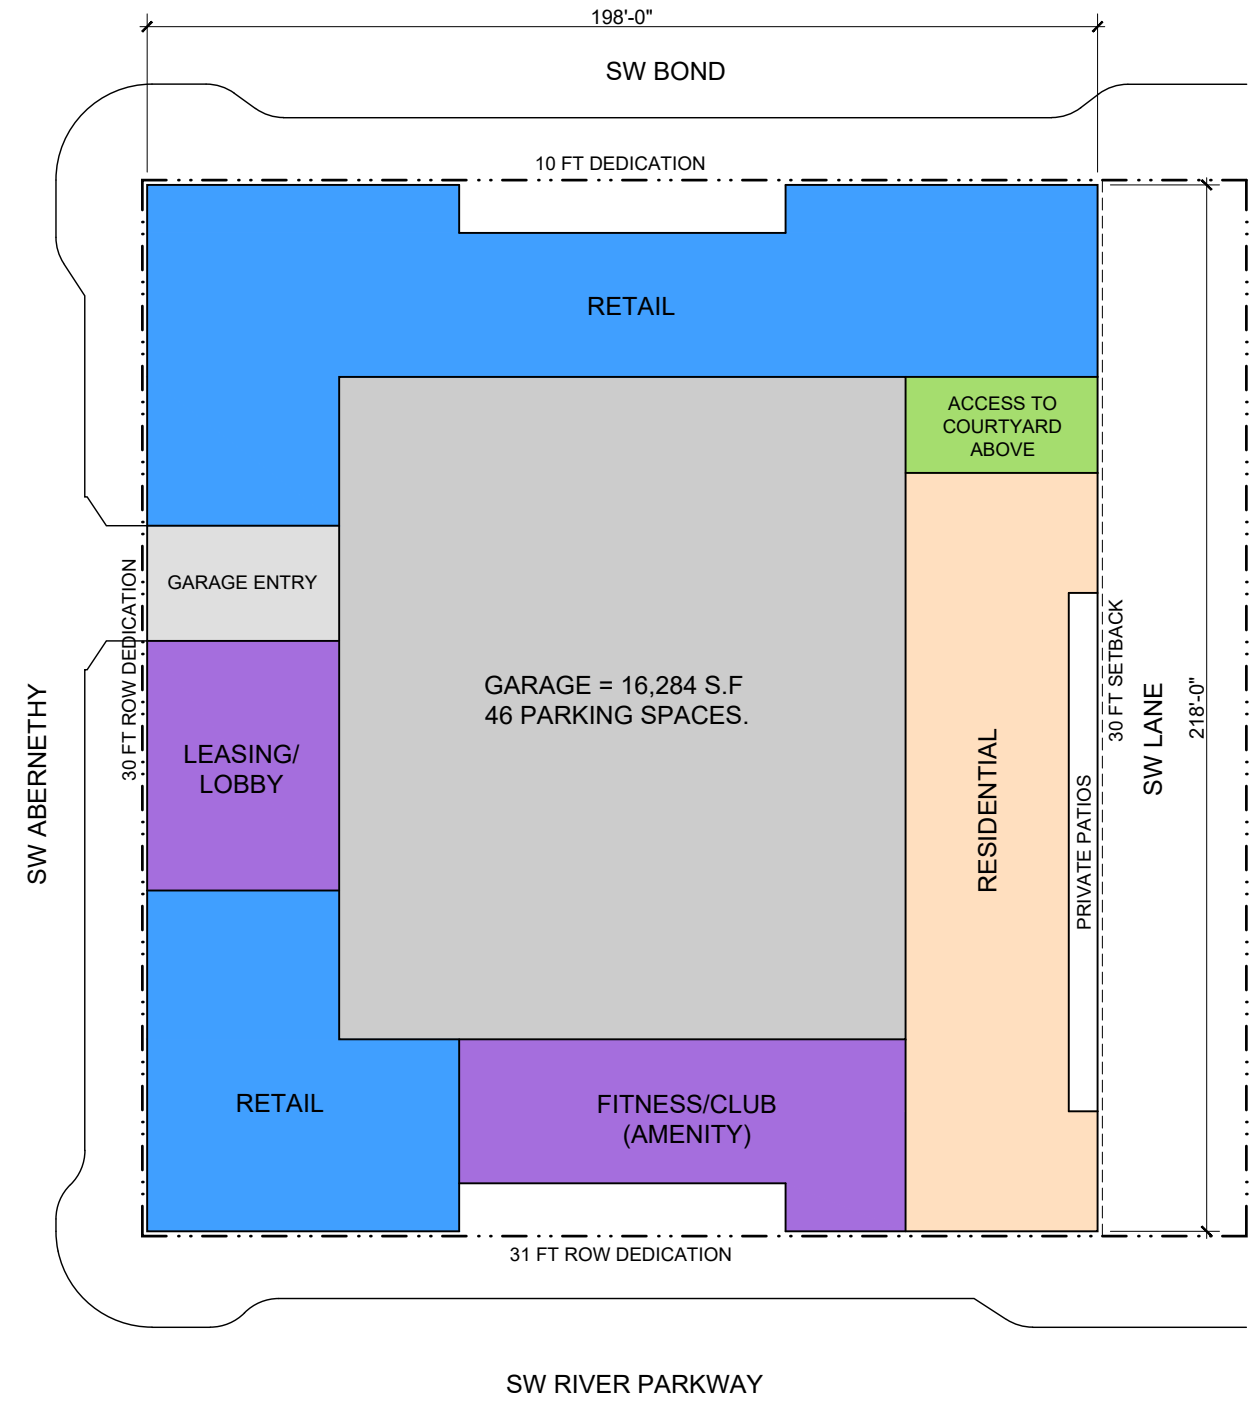 198'-0"
SW BOND
10 FT DEDICATION
RETAIL
ACCESS TO
COURTYARD
ABOVE
GARAGE ENTRY
30 FT ROW DEDICATION
SW ABERNETHY
LEASING/
LOBBY
GARAGE = 16,284 S.F
46 PARKING SPACES.
RESIDENTIAL
PRIVATE PATIOS
30 FT SETBACK
SW LANE
218'-0"
RETAIL
FITNESS/CLUB
(AMENITY)
31 FT ROW DEDICATION
SW RIVER PARKWAY